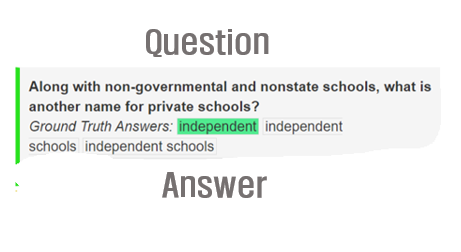 Question
Along with non-governmental and nonstate schools, what is
another name for private schools?
Ground Truth Answers: independent independent
schools independent schools
Answer